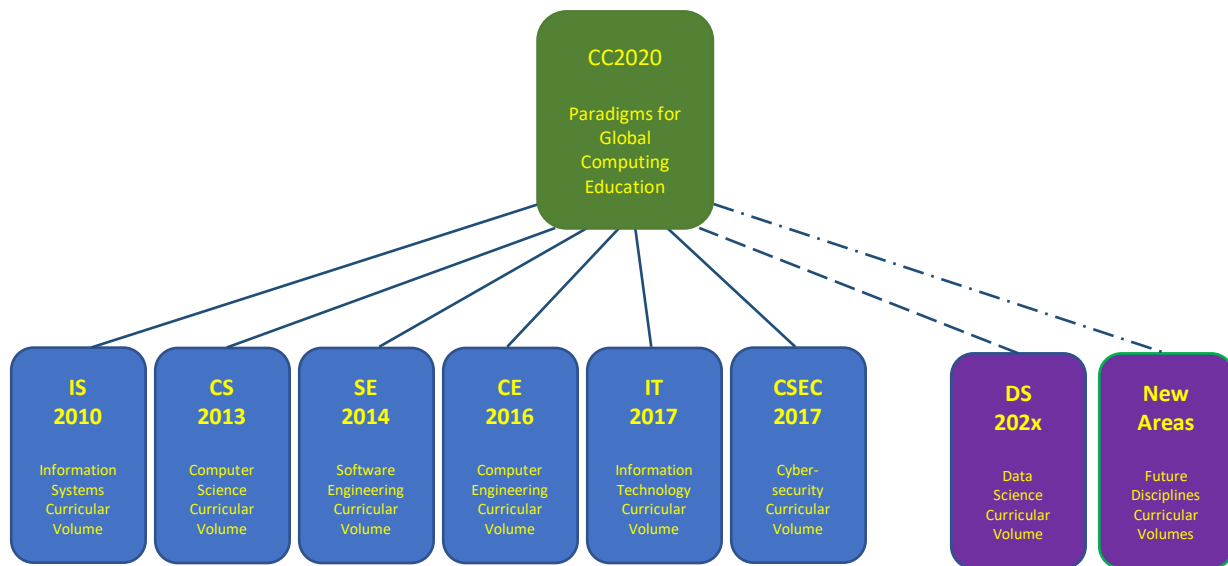 CC2020
Paradigms for
Global
Computing
Education
IS
2010
Information
Systems
Curricular
Volume
CS
2013
Computer
Science
Curricular
Volume
SE
2014
Software
Engineering
Curricular
Volume
CE
2016
Computer
Engineering
Curricular
Volume
IT
2017
Information
Technology
Curricular
Volume
CSEC
2017
Cyber-
security
Curricular
Volume
DS
202x
Data
Science
Curricular
Volume
New
Areas
Future
Disciplines
Curricular
Volumes